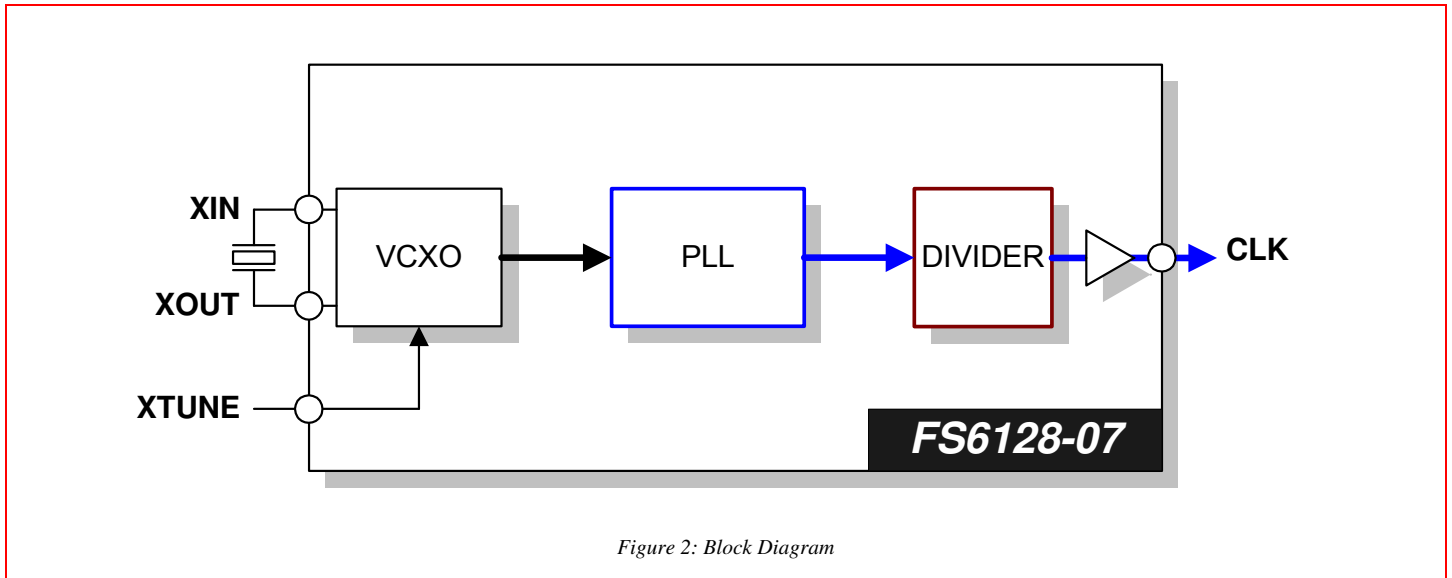 XIN
VCXO
PLL
DIVIDER
CLK
XOUT
XTUNE
FS6128-07
Figure 2: Block Diagram